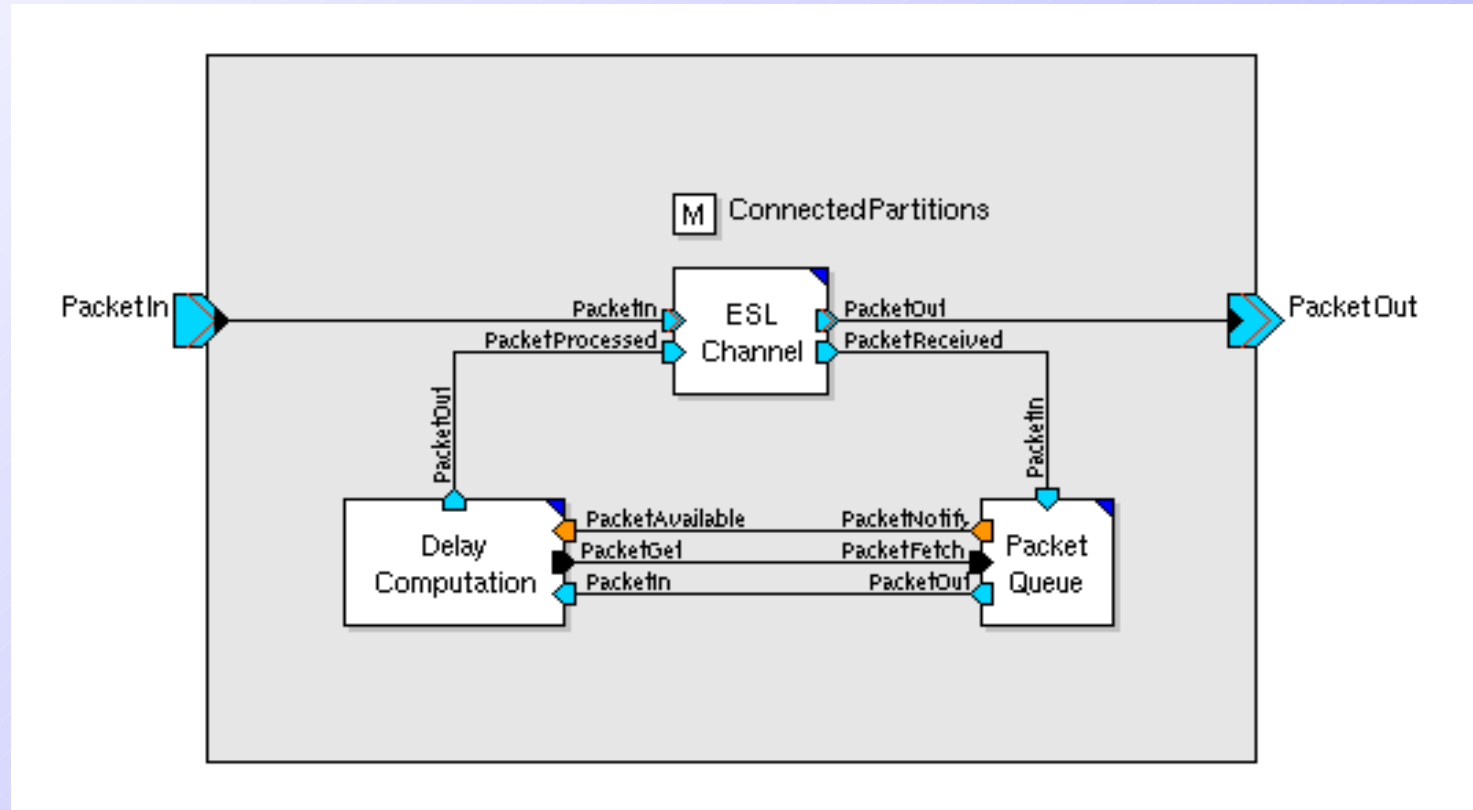 M ConnectedPartitions
PacketIn
PacketIn
ESL
Channel
PacketOut
PacketOut
PacketProcessed
PacketReceived
PacketOut
PacketIn
PacketAvailable
PacketNotify
Delay
Computation
PacketGet
PacketFetch
Packet
Queue
PacketIn
PacketOut